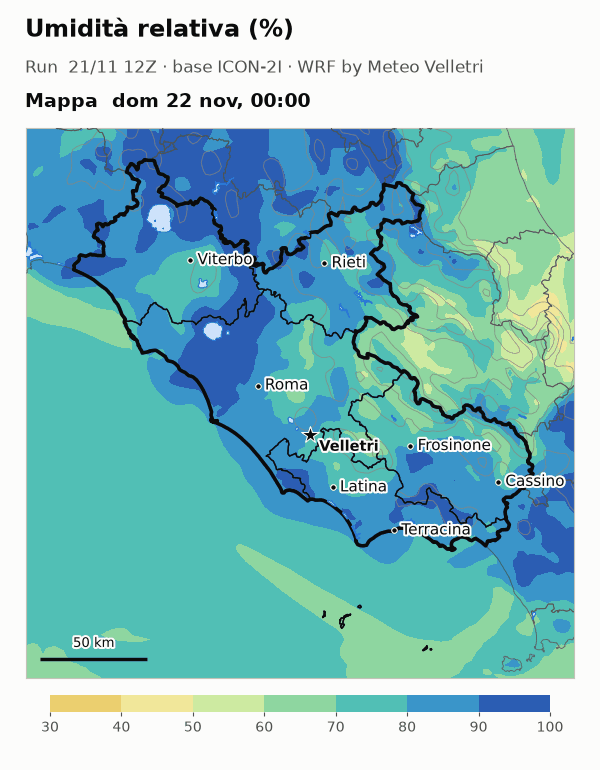 Umidità relativa (%)
Run 21/11 12Z · base ICON-2I · WRF by Meteo Velletri
Mappa dom 22 nov, 00:00
Viterbo
Rieti
Roma
Velletri
Frosinone
Latina
Cassino
Terracina
50 km
30 40 50 60 70 80 90 100